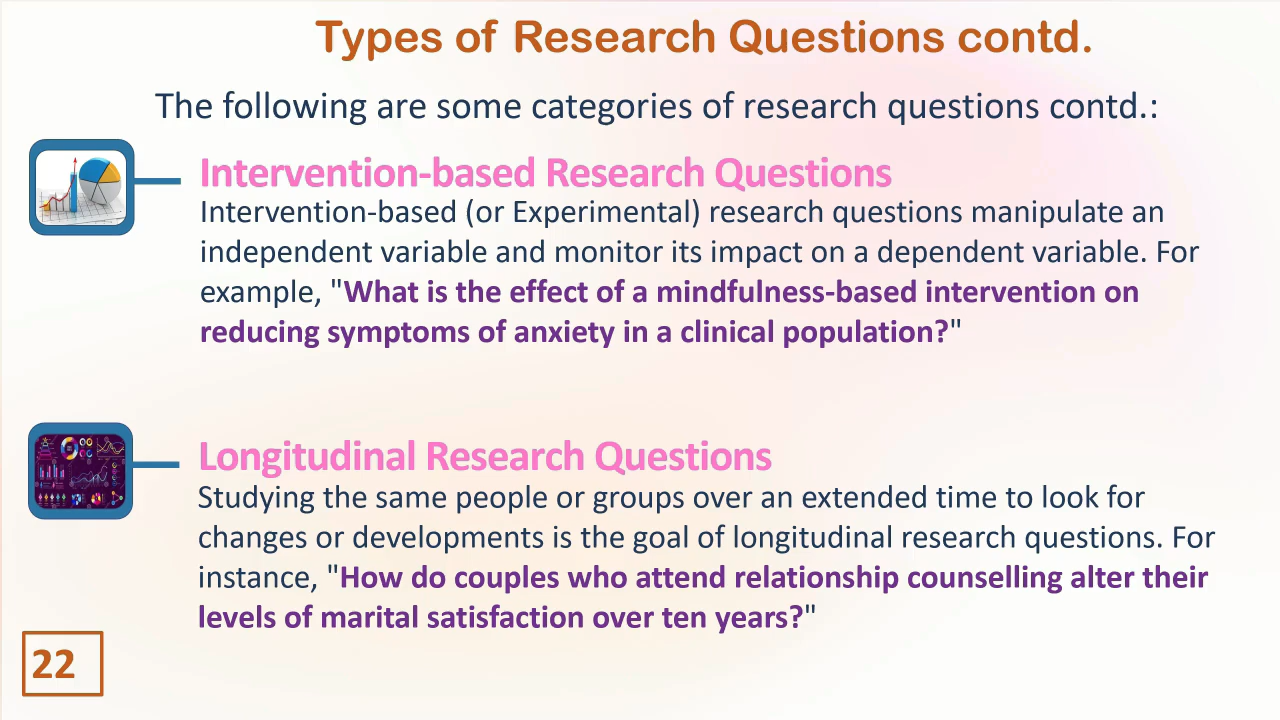 Types of Research Questions contd.
The following are some categories of research questions contd.:
Intervention-based Research Questions
Intervention-based (or Experimental) research questions manipulate an
independent variable and monitor its impact on a dependent variable. For
example, "What is the effect of a mindfulness-based intervention on
reducing symptoms of anxiety in a clinical population?"
Longitudinal Research Questions
Studying the same people or groups over an extended time to look for
changes or developments is the goal of longitudinal research questions. For
instance, "How do couples who attend relationship counselling alter their
levels of marital satisfaction over ten years?"
22